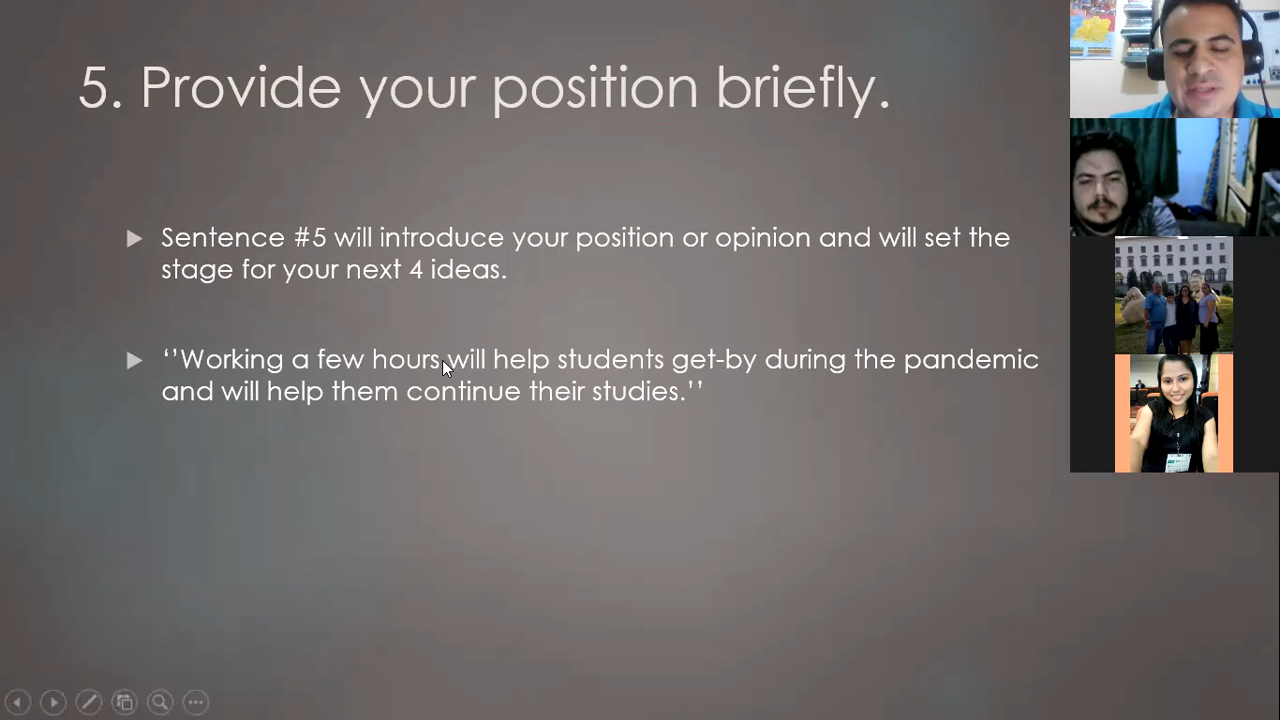 5. Provide your position briefly.
Sentence #5 will introduce your position or opinion and will set the
stage for your next 4 ideas.
‘’Working a few hours will help students get-by during the pandemic
and will help them continue their studies.’’